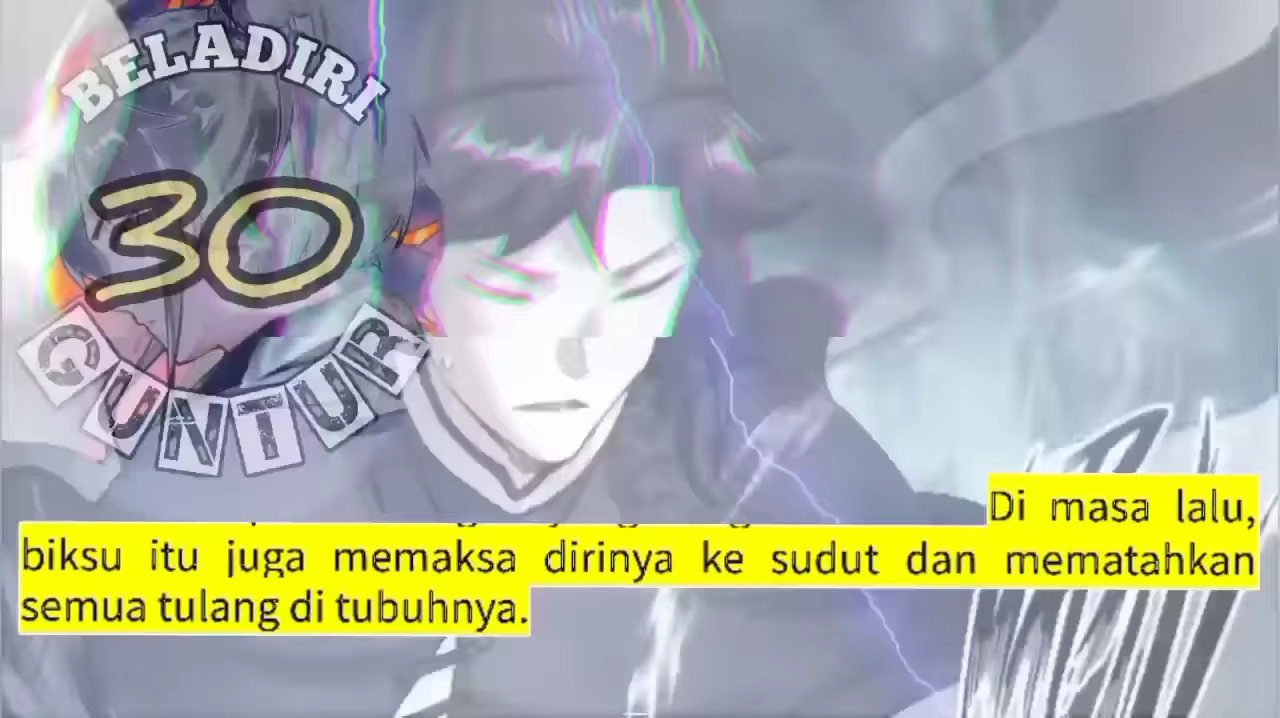 BELADIRI
30
GUNTUR
Di masa lalu,
biksu itu juga memaksa dirinya ke sudut dan mematahkan
semua tulang di tubuhnya.